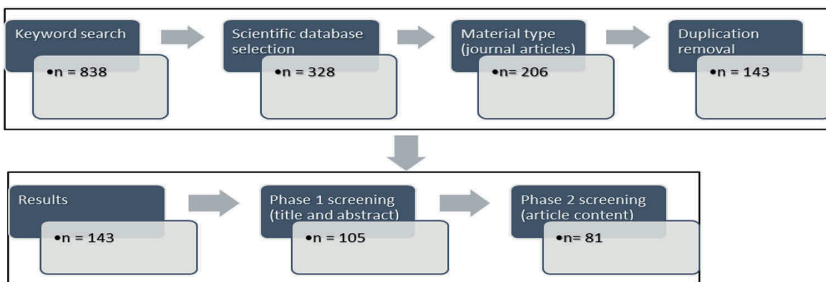 Keyword search
•n = 838
Scientific database
selection
•n = 328
Material type
(journal articles)
•n= 206
Duplication
removal
•n = 143
Results
•n = 143
Phase 1 screening
(title and abstract)
•n = 105
Phase 2 screening
(article content)
•n= 81